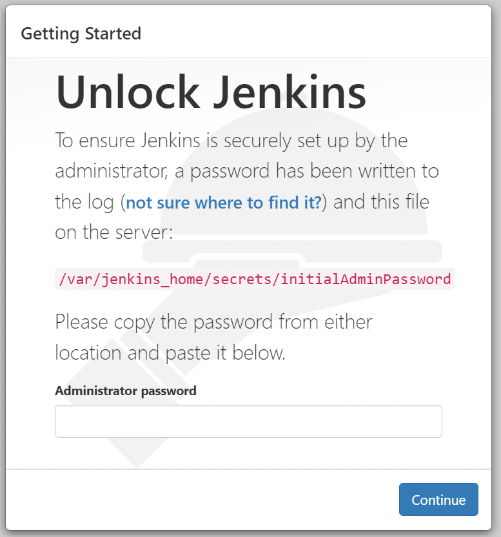 Getting Started
Unlock Jenkins
To ensure Jenkins is securely set up by the
administrator, a password has been written to
the log (not sure where to find it?) and this file
on the server:
/var/jenkins_home/secrets/initialAdminPassword
Please copy the password from either
location and paste it below.
Administrator password
Continue